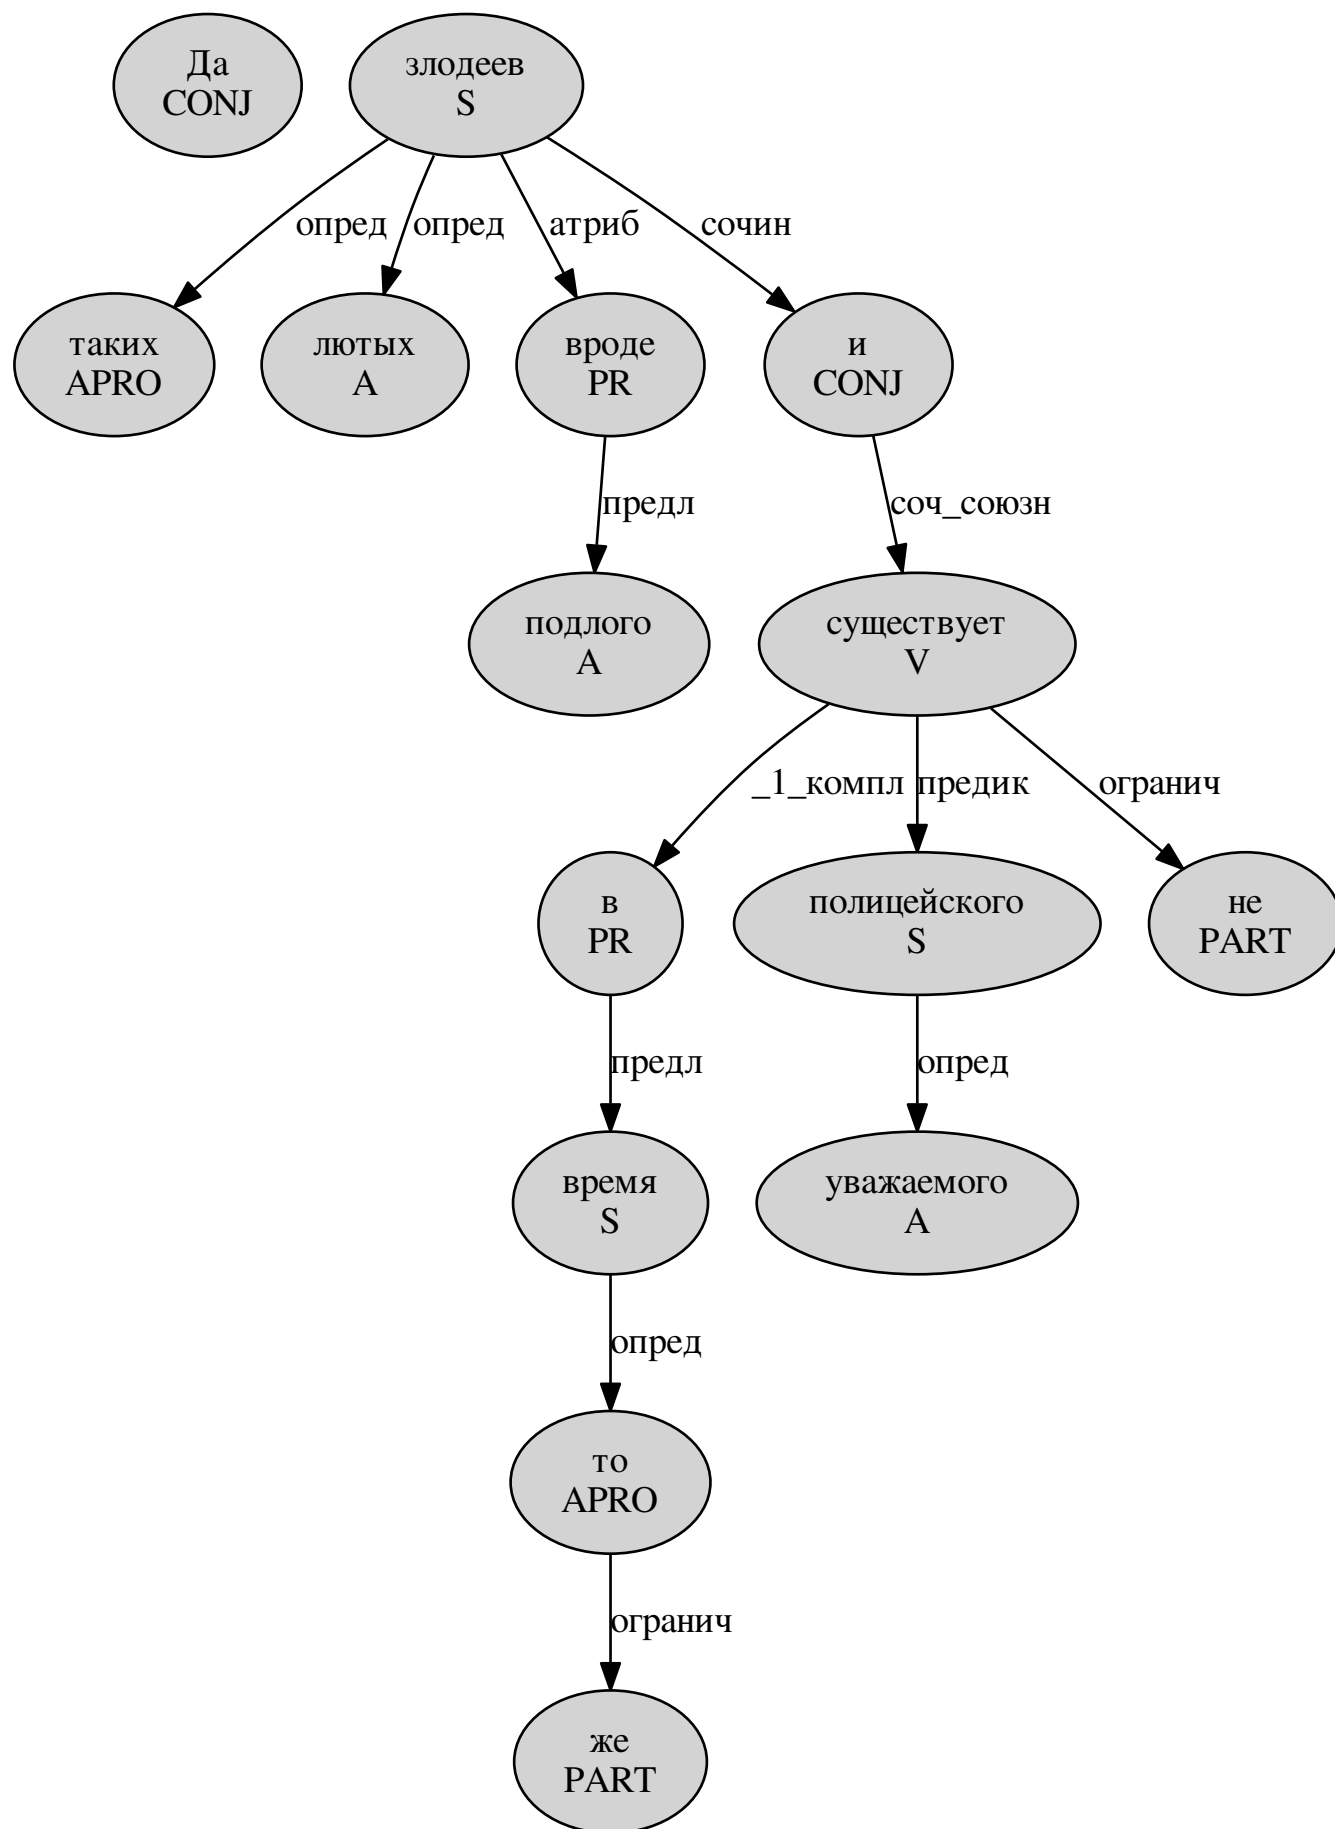 Да
CONJ
злодеев
S
опред
опред
атриб
сочин
таких
APRO
лютых
A
вроде
PR
и
CONJ
предл
соч_союзн
подлого
A
существует
V
_1_компл
предик
огранич
в
PR
полицейского
S
не
PART
предл
опред
время
S
уважаемого
A
опред
то
APRO
огранич
же
PART